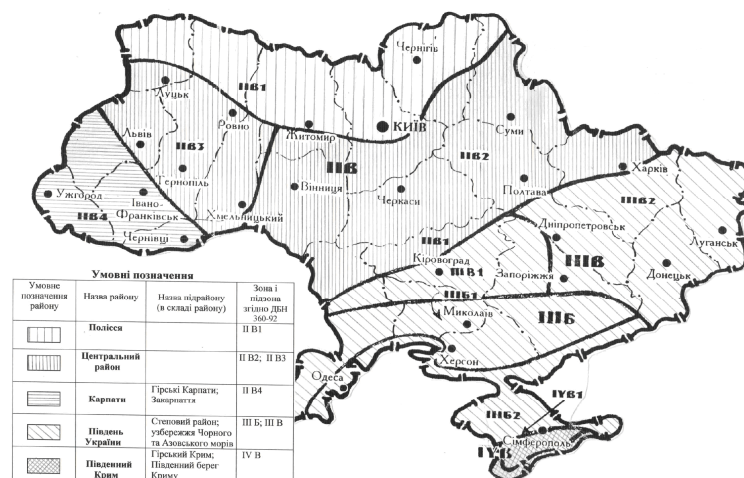 Чернігів
IIВ1
Луцьк
Ровно
Житомир
КИЇВ
Суми
Львів
IIВ3
IIВ
IIВ2
Харків
Тернопіль
Вінниця
Полтава
Ужгород
Івано-
Франківськ
Черкаси
IIIВ2
IIВ4
Хмельницький
Чернівці
IIВ1
Дніпропетровськ
Луганськ
Кіровоград
IIIВ1
Запоріжжя
IIIВ
Донецьк
IIIБ1
Миколаїв
IIIБ
Херсон
Одеса
IYВ1
IIIБ2
Сімферополь
IYВ
Умовні позначення
Умовне
позначення
району
Назва району
Назва підрайону
(в складі району)
Зона і
підзона
згідно ДБН
360-92
Полісся
II В1
Центральний
район
II В2; II В3
Карпати
Гірські Карпати;
Закарпаття
II В4
Південь
України
Степовий район;
узбережжя Чорного
та Азовського морів
III Б; III В
Південний
Крим
Гірський Крим;
Південний берег
Криму
IV В